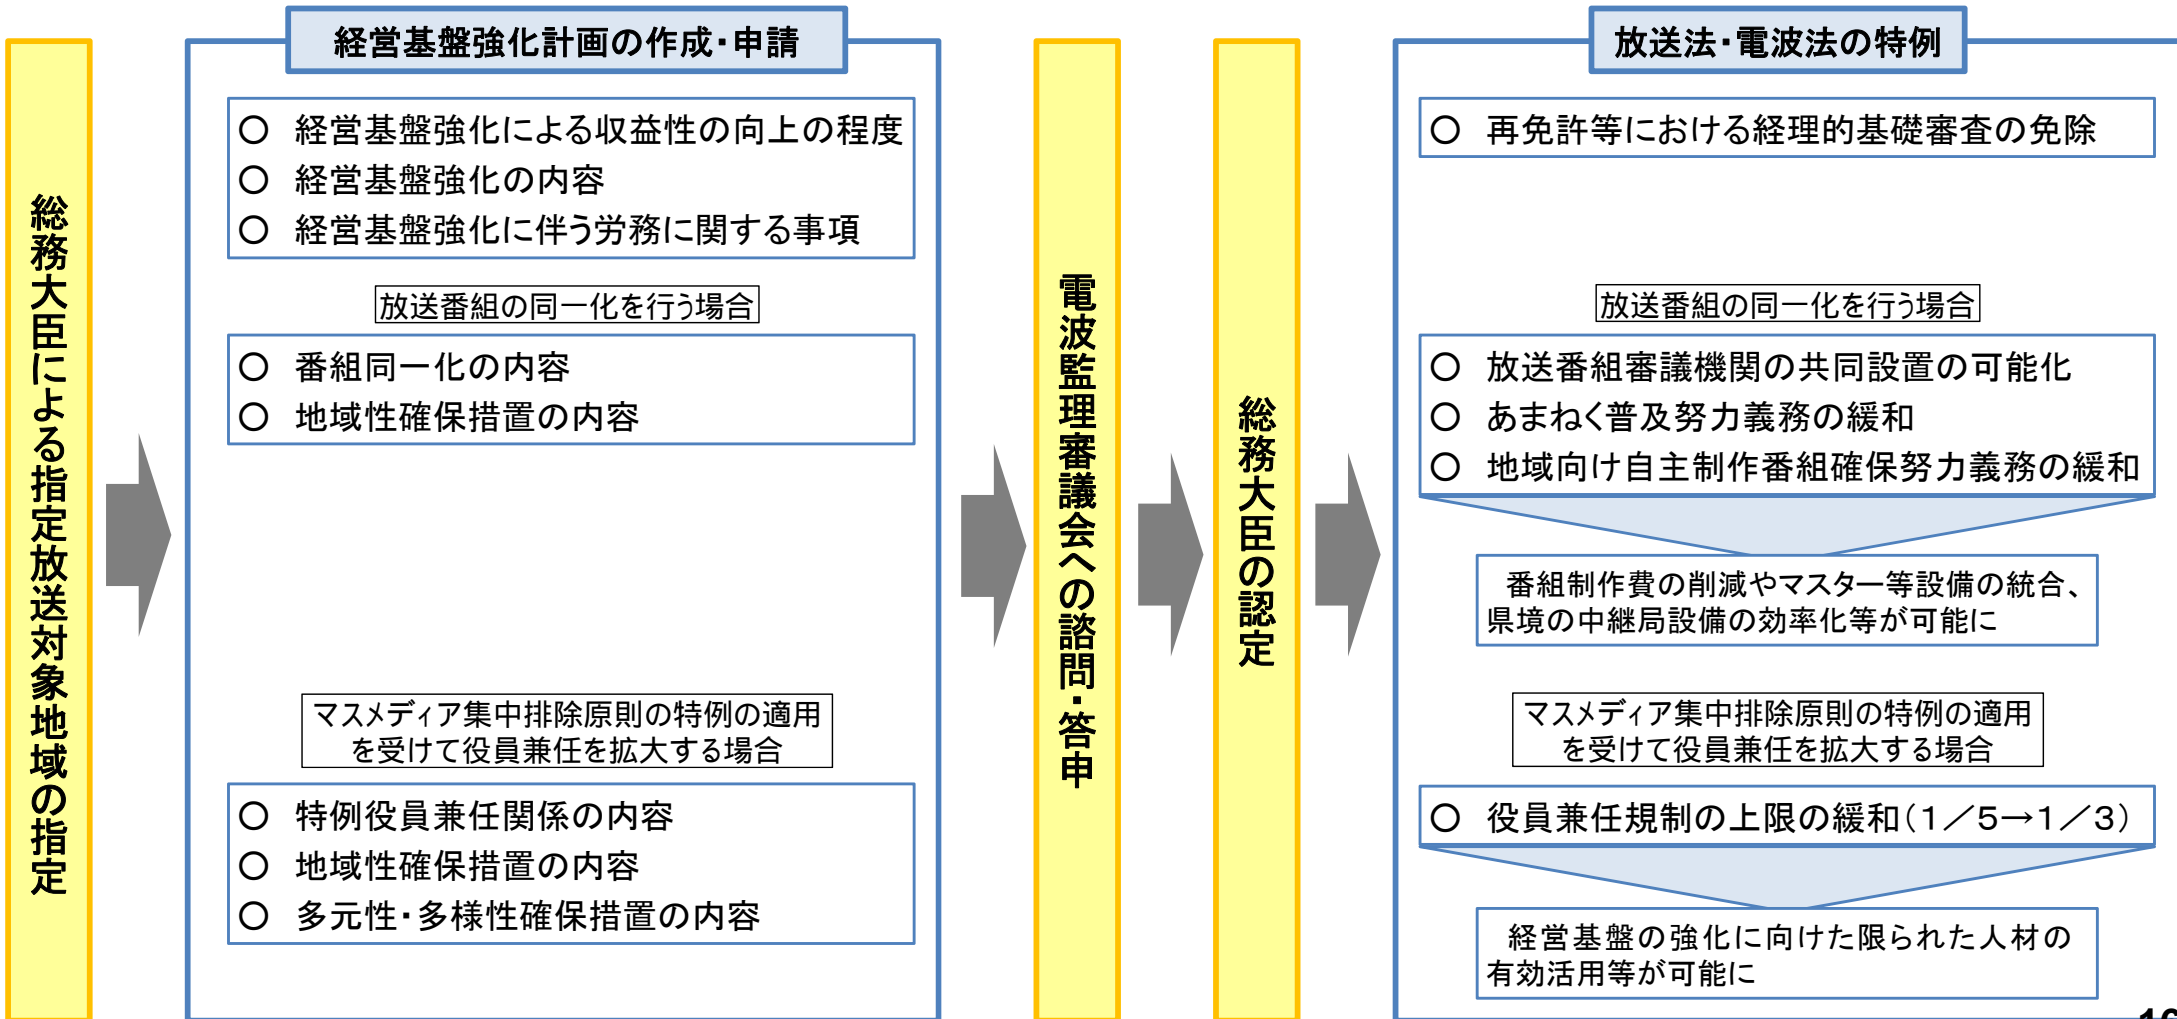 総務大臣による指定放送対象地域の指定
経営基盤強化計画の作成・申請
○ 経営基盤強化による収益性の向上の程度
○ 経営基盤強化の内容
○ 経営基盤強化に伴う労務に関する事項
放送番組の同一化を行う場合
○ 番組同一化の内容
○ 地域性確保措置の内容
マスメディア集中排除原則の特例の適用
を受けて役員兼任を拡大する場合
○ 特例役員兼任関係の内容
○ 地域性確保措置の内容
○ 多元性・多様性確保措置の内容
電波監理審議会への諮問・答申
総務大臣の認定
放送法・電波法の特例
○ 再免許等における経理的基礎審査の免除
放送番組の同一化を行う場合
○ 放送番組審議機関の共同設置の可能化
○ あまねく普及努力義務の緩和
○ 地域向け自主制作番組確保努力義務の緩和
番組制作費の削減やマスター等設備の統合、
県境の中継局設備の効率化等が可能に
マスメディア集中排除原則の特例の適用
を受けて役員兼任を拡大する場合
○ 役員兼任規制の上限の緩和(1/5→1/3)
経営基盤の強化に向けた限られた人材の
有効活用等が可能に